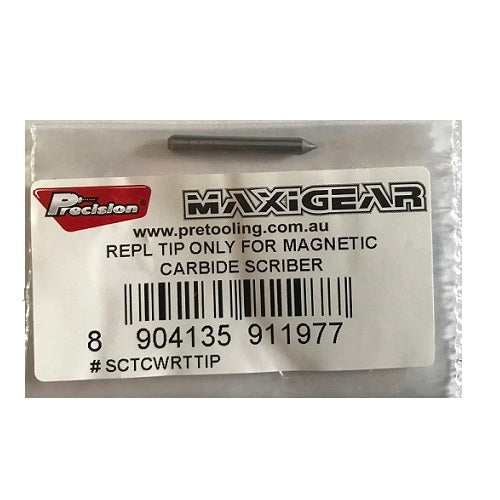 Precision
MAXiGEAR
www.pretooling.com.au
REPL TIP ONLY FOR MAGNETIC
CARBIDE SCRIBER
8 904135 911977
#SCTCWRTTIP